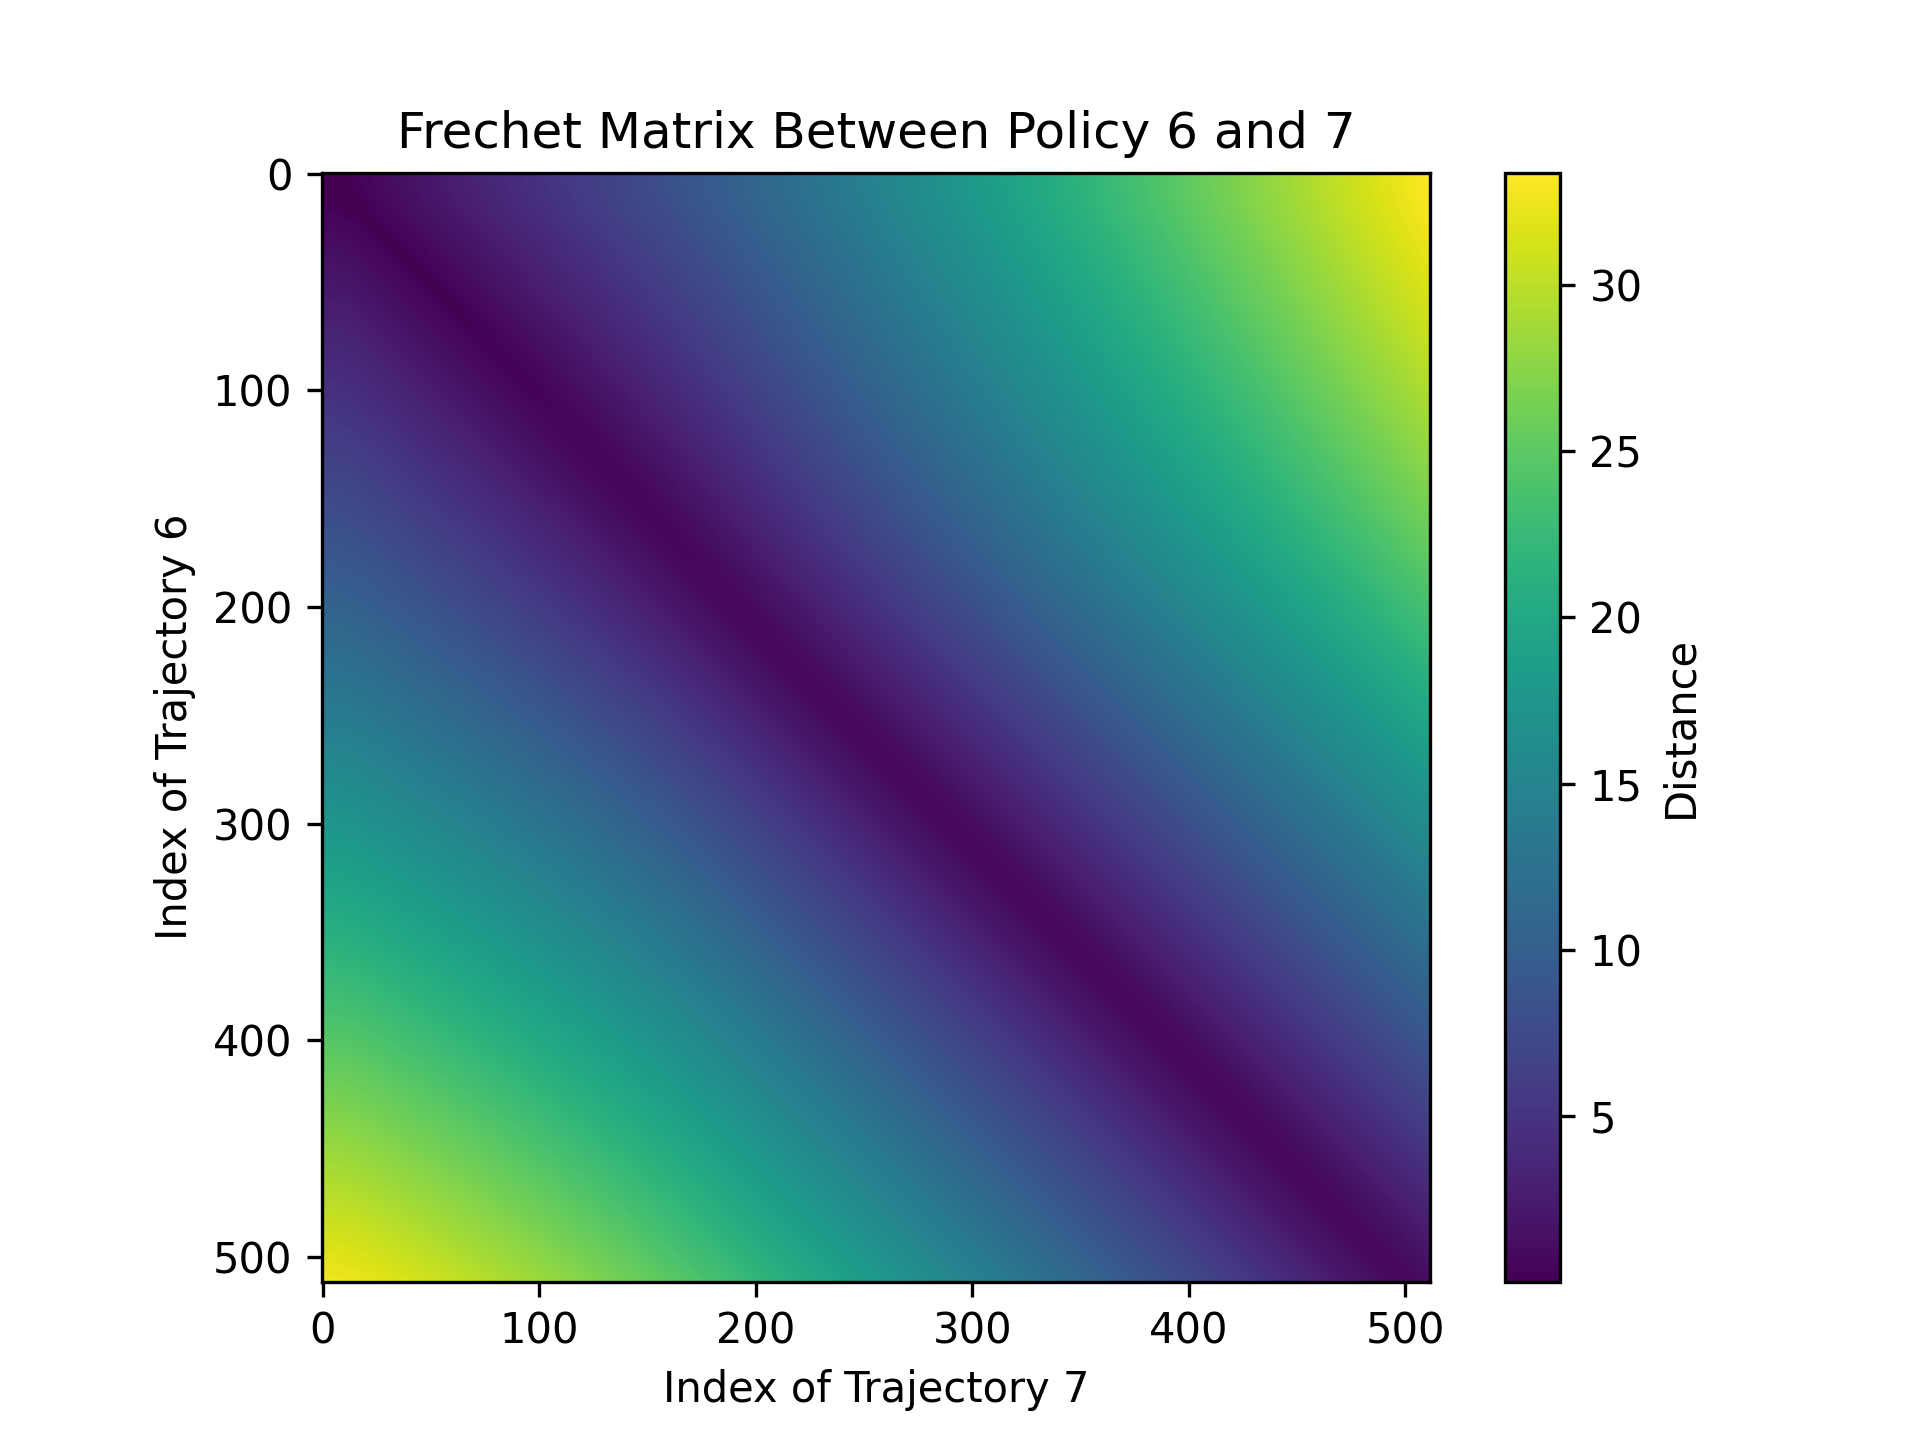 Frechet Matrix Between Policy 6 and 7
0
100
200
300
400
500
Index of Trajectory 6
0 100 200 300 400 500
Index of Trajectory 7
30
25
20
15
10
5
Distance